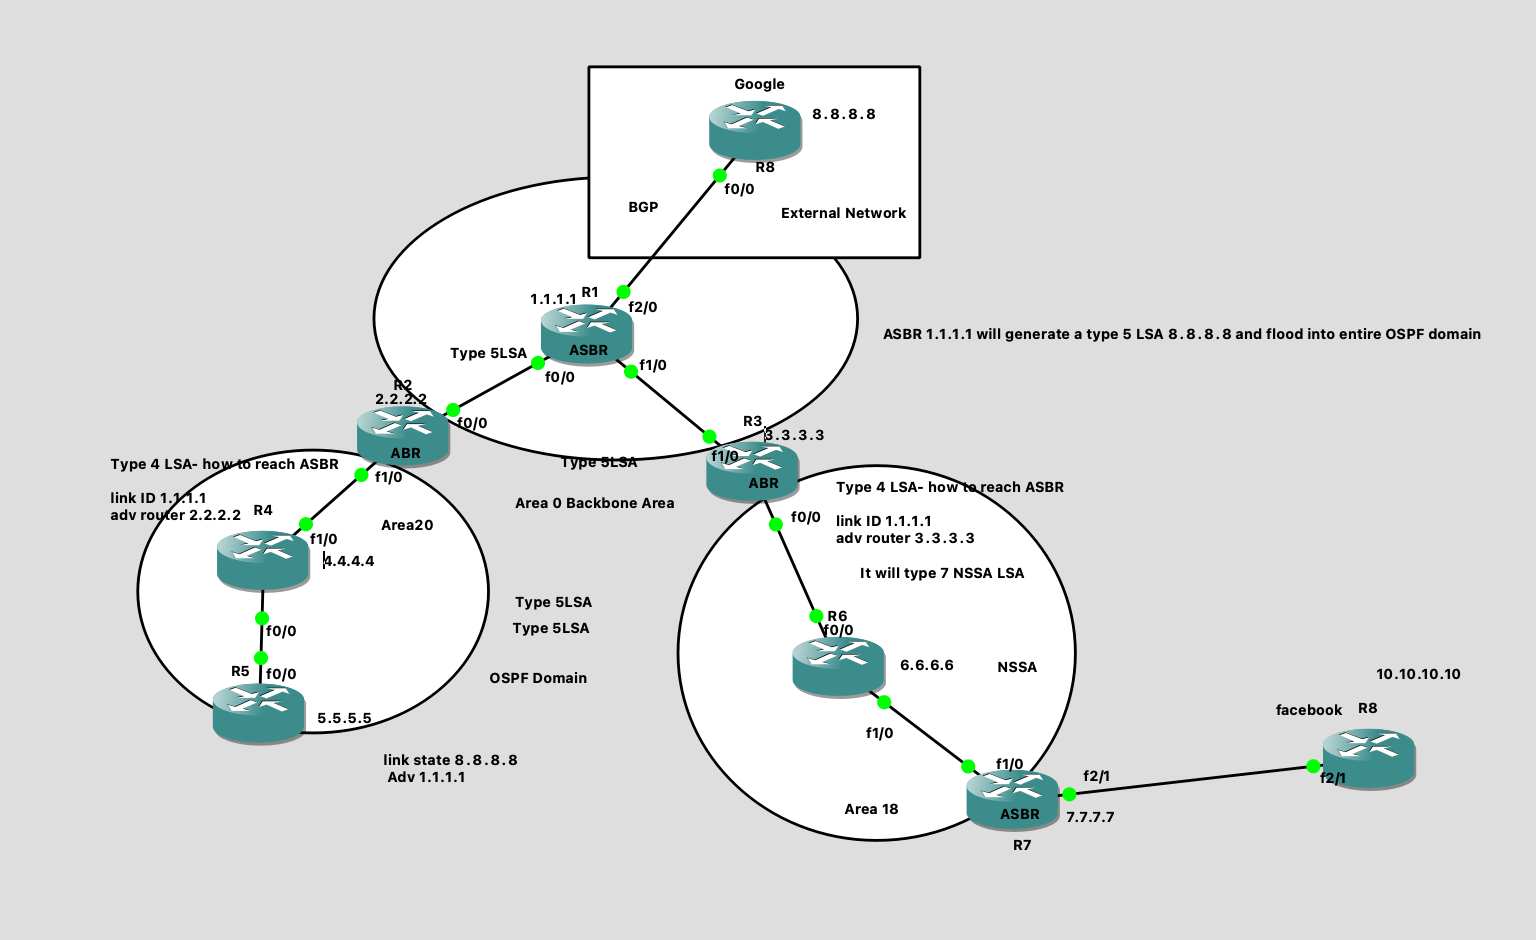 Google
8.8.8.8
R8
f0/0
BGP
External Network
1.1.1.1
R1
f2/0
ASBR
ASBR 1.1.1.1 will generate a type 5 LSA 8.8.8.8 and flood into entire OSPF domain
Type 5LSA
f0/0
f1/0
R2
2.2.2.2
f0/0
ABR
R3
3.3.3.3
f1/0
ABR
Type 5LSA
Type 4 LSA- how to reach ASBR
f1/0
link ID 1.1.1.1
adv router 2.2.2.2
R4
Area20
f1/0
4.4.4.4
Area 0 Backbone Area
Type 4 LSA- how to reach ASBR
f0/0
link ID 1.1.1.1
adv router 3.3.3.3
It will type 7 NSSA LSA
Type 5LSA
Type 5LSA
f0/0
R6
f0/0
6.6.6.6
NSSA
R5
f0/0
OSPF Domain
5.5.5.5
10.10.10.10
facebook
R8
f2/1
f1/0
f1/0
f2/1
link state 8.8.8.8
Adv 1.1.1.1
Area 18
ASBR
7.7.7.7
R7